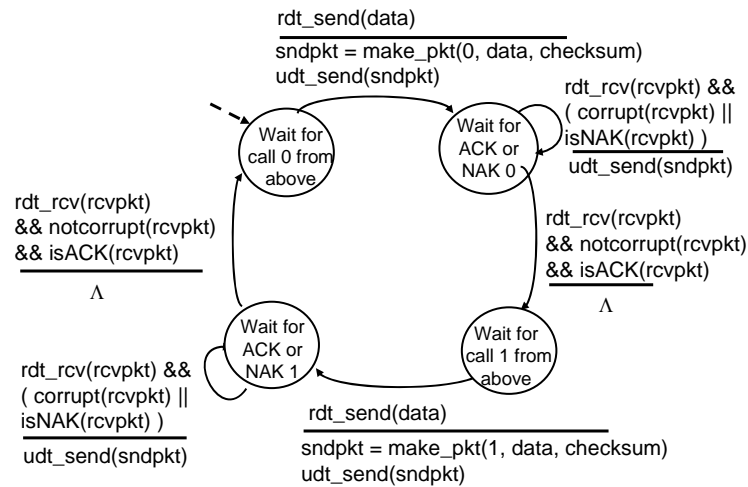 rdt_send(data)
sndpkt = make_pkt(0, data, checksum)
udt_send(sndpkt)
rdt_rcv(rcvpkt) &&
( corrupt(rcvpkt) ||
isNAK(rcvpkt) )
udt_send(sndpkt)
Wait for
call 0 from
above
Wait for
ACK or
NAK 0
rdt_rcv(rcvpkt)
&& notcorrupt(rcvpkt)
&& isACK(rcvpkt)
Λ
rdt_rcv(rcvpkt)
&& notcorrupt(rcvpkt)
&& isACK(rcvpkt)
Λ
Wait for
ACK or
NAK 1
Wait for
call 1 from
above
rdt_rcv(rcvpkt) &&
( corrupt(rcvpkt) ||
isNAK(rcvpkt) )
udt_send(sndpkt)
rdt_send(data)
sndpkt = make_pkt(1, data, checksum)
udt_send(sndpkt)